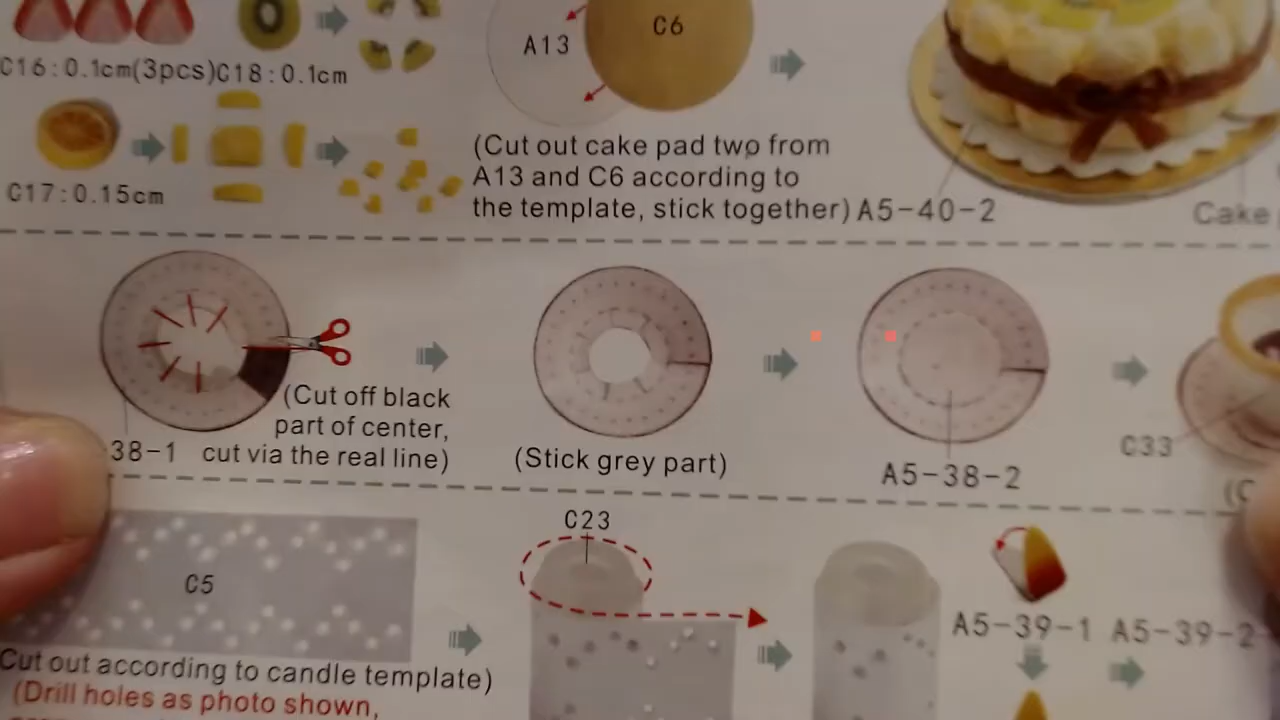 C16:0.1cm(3pcs)
C18:0.1cm
A13
C6
C17:0.15cm
(Cut out cake pad two from
A13 and C6 according to
the template, stick together)
A5-40-2
Cake
38-1
(Cut off black
part of center,
cut via the real line)
(Stick grey part)
A5-38-2
C33
(C
C5
C23
A5-39-1
A5-39-2
Cut out according to candle template)
(Drill holes as photo shown,